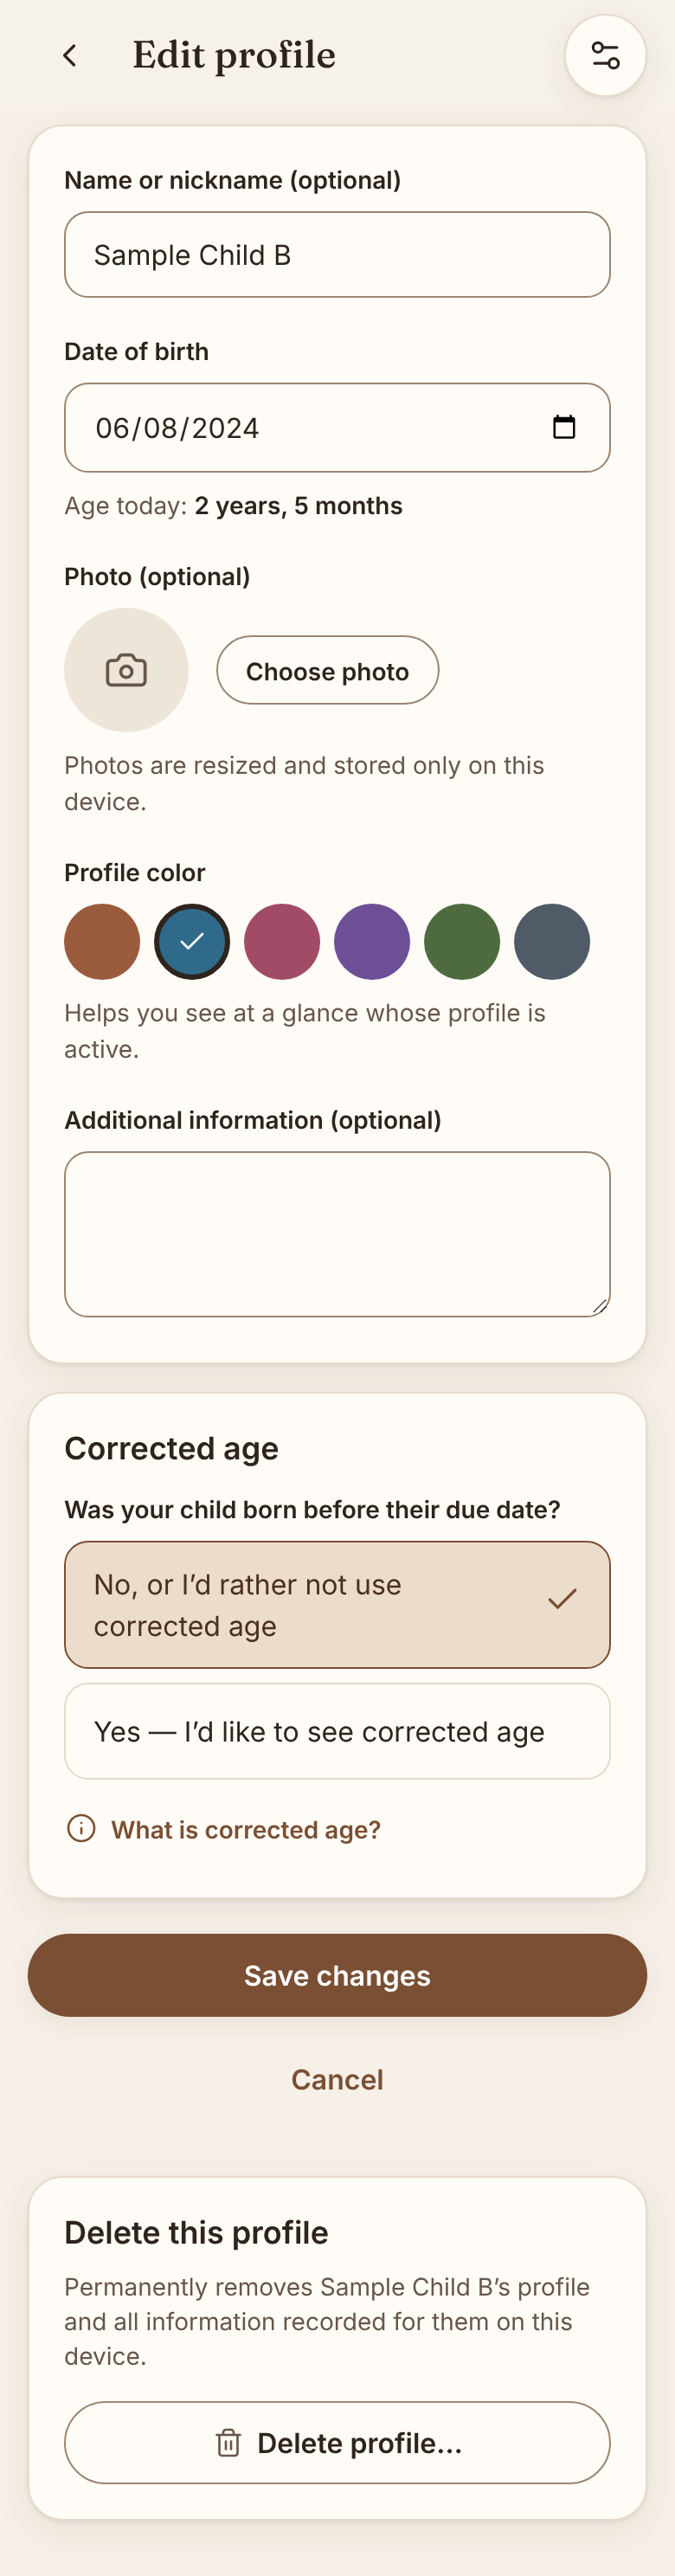 Edit profile
Name or nickname (optional)
Sample Child B
Date of birth
06/08/2024
Age today: 2 years, 5 months
Photo (optional)
Choose photo
Photos are resized and stored only on this
device.
Profile color
Helps you see at a glance whose profile is
active.
Additional information (optional)
Corrected age
Was your child born before their due date?
No, or I’d rather not use
corrected age
Yes — I’d like to see corrected age
What is corrected age?
Save changes
Cancel
Delete this profile
Permanently removes Sample Child B’s profile
and all information recorded for them on this
device.
Delete profile…